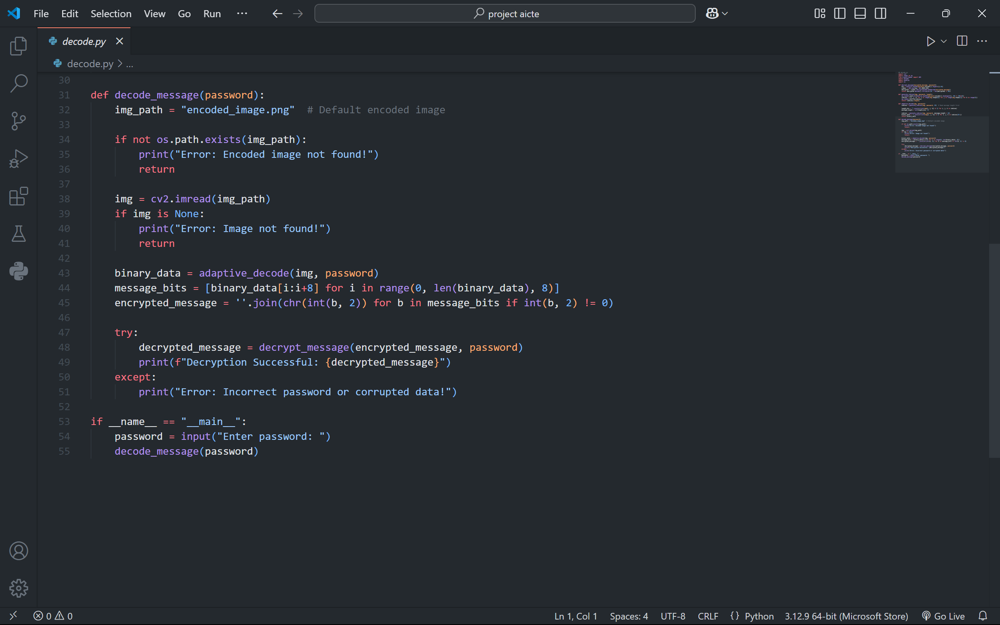 File Edit Selection View Go Run ··· project aicte
decode.py
decode.py > ...
30
31 def decode_message(password):
32     img_path = "encoded_image.png"  # Default encoded image
33
34     if not os.path.exists(img_path):
35         print("Error: Encoded image not found!")
36         return
37
38     img = cv2.imread(img_path)
39     if img is None:
40         print("Error: Image not found!")
41         return
42
43     binary_data = adaptive_decode(img, password)
44     message_bits = [binary_data[i:i+8] for i in range(0, len(binary_data), 8)]
45     encrypted_message = ''.join(chr(int(b, 2)) for b in message_bits if int(b, 2) != 0)
46
47     try:
48         decrypted_message = decrypt_message(encrypted_message, password)
49         print(f"Decryption Successful: {decrypted_message}")
50     except:
51         print("Error: Incorrect password or corrupted data!")
52
53 if __name__ == "__main__":
54     password = input("Enter password: ")
55     decode_message(password)
0 0 Ln 1, Col 1 Spaces: 4 UTF-8 CRLF {} Python 3.12.9 64-bit (Microsoft Store) Go Live